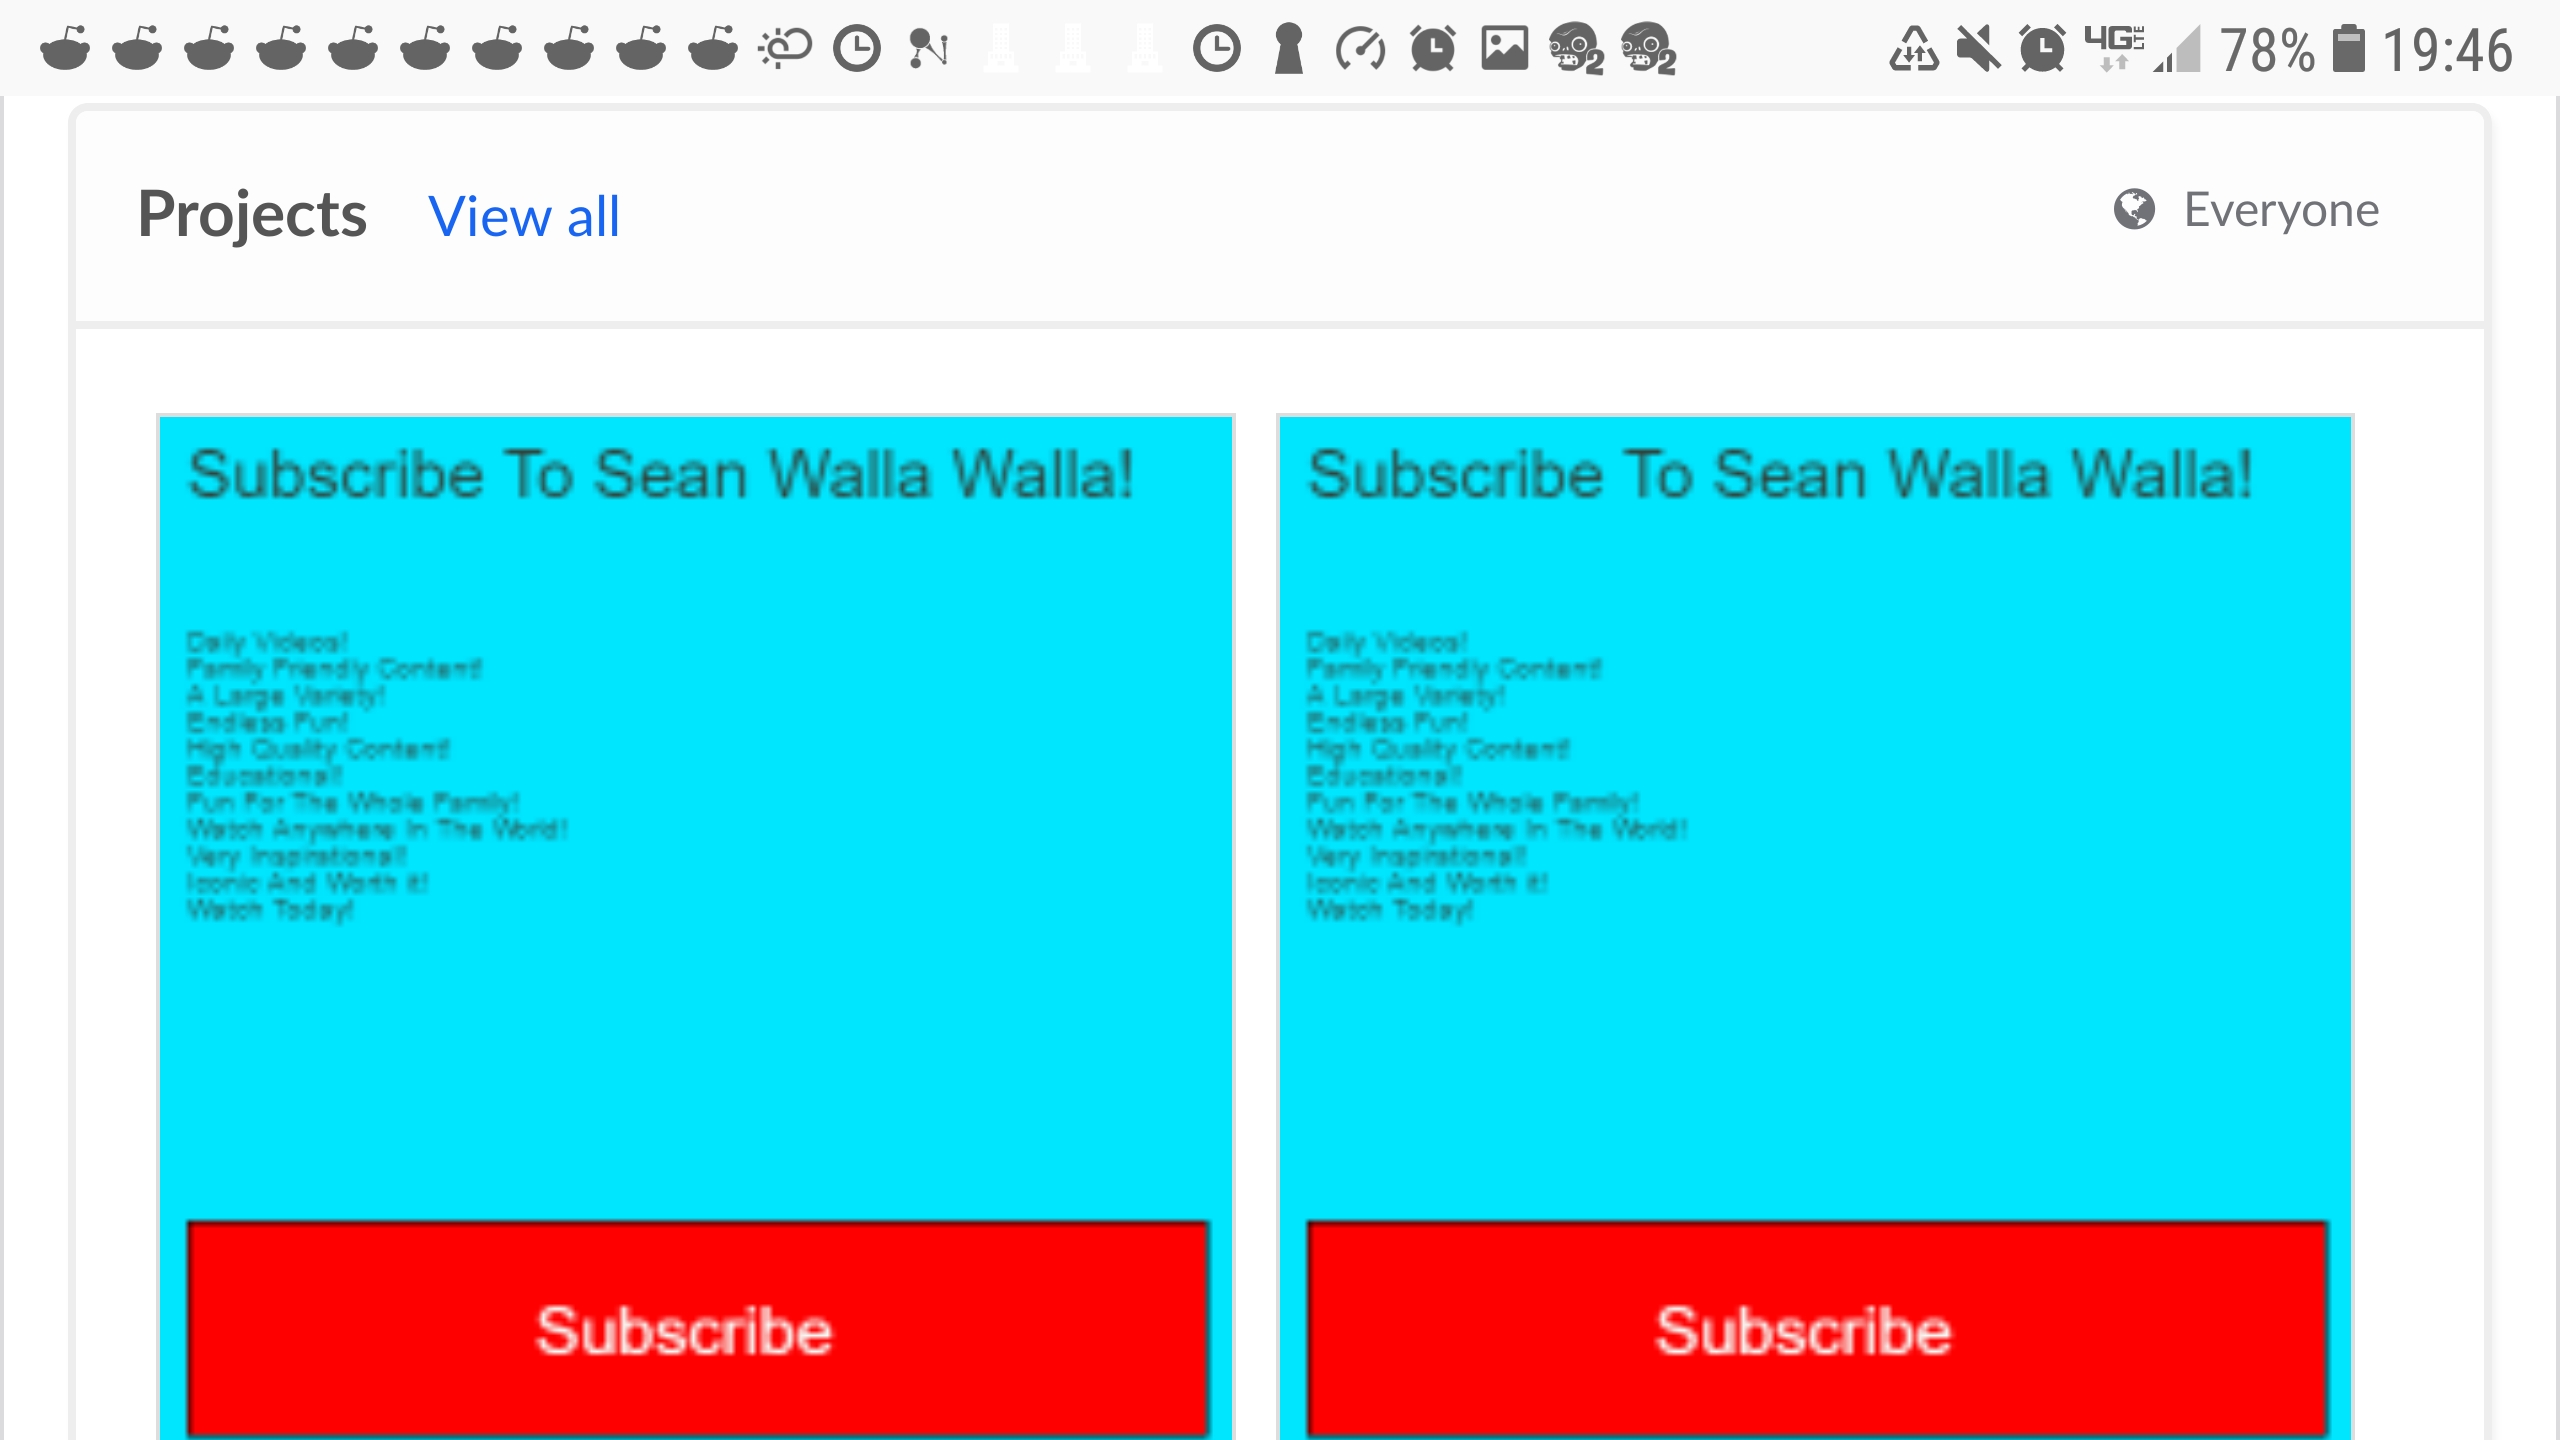 4G LTE 78% 19:46
Projects View all Everyone
Subscribe To Sean Walla Walla!
Daily Videos!
Family Friendly Content!
A Large Variety!
Endless Fun!
High Quality Content!
Educational!
Fun For The Whole Family!
Watch Anywhere In The World!
Very Inspirational!
Iconic And Worth it!
Watch Today!
Subscribe
Subscribe To Sean Walla Walla!
Daily Videos!
Family Friendly Content!
A Large Variety!
Endless Fun!
High Quality Content!
Educational!
Fun For The Whole Family!
Watch Anywhere In The World!
Very Inspirational!
Iconic And Worth it!
Watch Today!
Subscribe